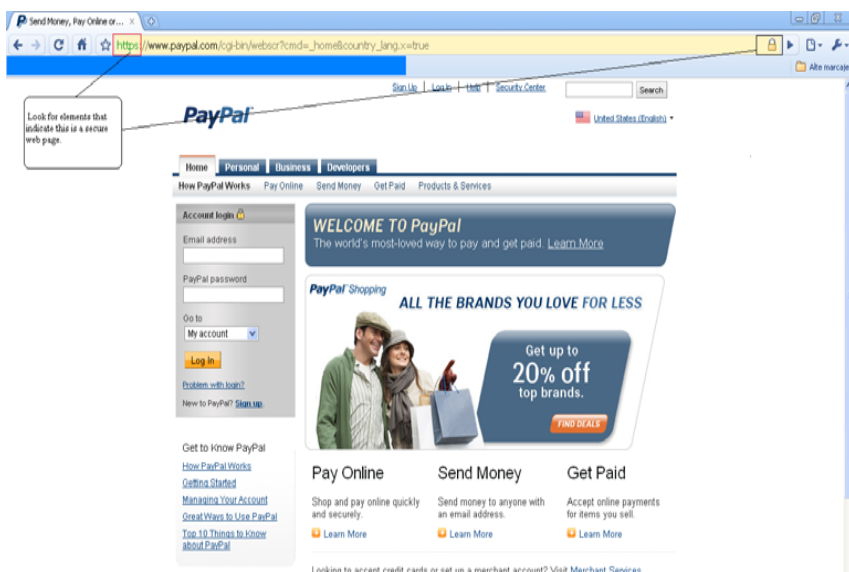 Send Money, Pay Online or...
https://www.paypal.com/cgi-bin/webscr?cmd=_home&country_lang.x=true
Alte marcaje
Look for elements that
indicate this is a secure
web page.
Sign Up | Log In | Help | Security Center
Search
PayPal
United States (English)
Home Personal Business Developers
How PayPal Works Pay Online Send Money Get Paid Products & Services
Account login
Email address
PayPal password
Go to
My account
Log In
Problem with login?
New to PayPal? Sign up.
WELCOME TO PayPal
The world's most-loved way to pay and get paid. Learn More
PayPal Shopping
ALL THE BRANDS YOU LOVE FOR LESS
Get up to
20% off
top brands.
FIND DEALS
Get to Know PayPal
How PayPal Works
Getting Started
Managing Your Account
Great Ways to Use PayPal
Top 10 Things to Know
about PayPal
Pay Online
Shop and pay online quickly
and securely.
Learn More
Send Money
Send money to anyone with
an email address.
Learn More
Get Paid
Accept online payments
for items you sell.
Learn More
Looking to accept credit cards or set up a merchant account? Visit Merchant Services